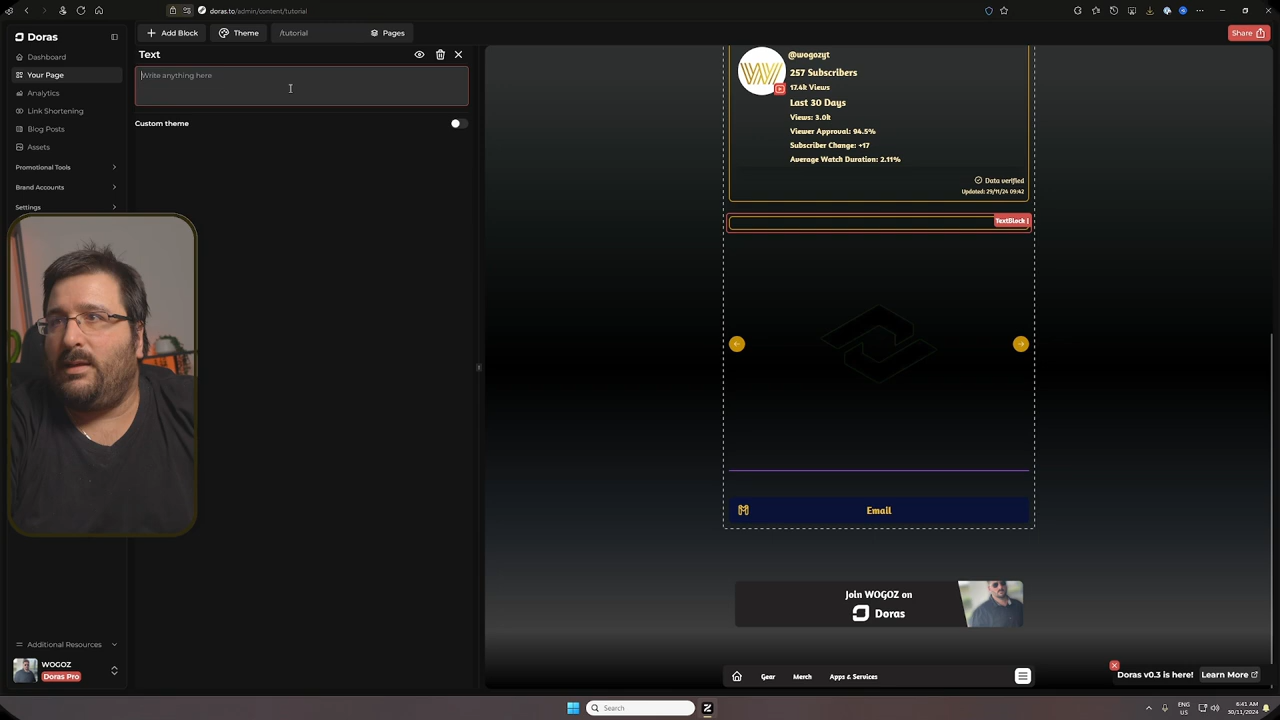 doras.to/admin/content/tutorial
Doras
Add Block
Theme
/tutorial
Pages
Share
Dashboard
Your Page
Analytics
Link Shortening
Blog Posts
Assets
Promotional Tools
Brand Accounts
Settings
Text
Write anything here
Custom theme
@wogozyt
257 Subscribers
17.4k Views
Last 30 Days
Views: 3.0k
Viewer Approval: 94.5%
Subscriber Change: +17
Average Watch Duration: 2.11%
Data verified
Updated: 29/11/24 09:42
TextBlock |
Email
Join WOGOZ on
Doras
Home
Gear
Merch
Apps & Services
Doras v0.3 is here!
Learn More
Additional Resources
WOGOZ
Doras Pro
Search
ENG
US
6:41 AM
30/11/2024